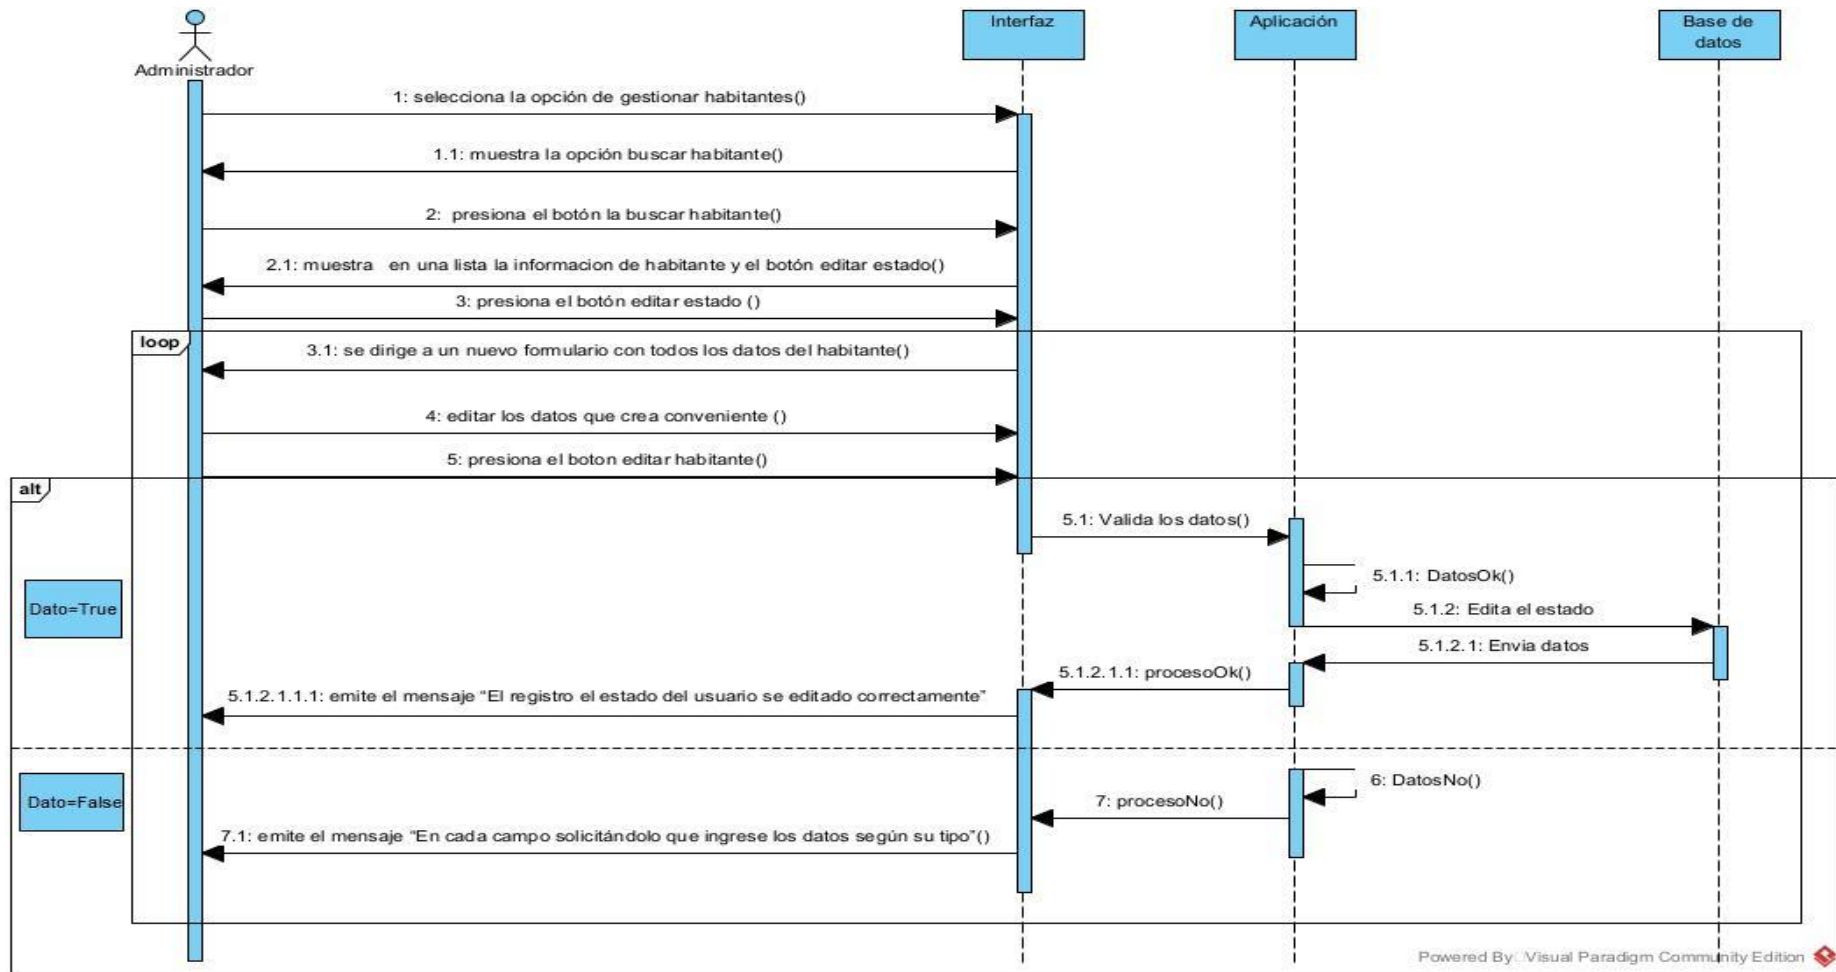 Administrador
Interfaz
Aplicación
Base de
datos
1: selecciona la opción de gestionar habitantes()
1.1: muestra la opción buscar habitante()
2: presiona el botón la buscar habitante()
2.1: muestra en una lista la informacion de habitante y el botón editar estado()
3: presiona el botón editar estado ()
loop
3.1: se dirige a un nuevo formulario con todos los datos del habitante()
4: editar los datos que crea conveniente ()
5: presiona el boton editar habitante()
alt
5.1: Valida los datos()
5.1.1: DatosOk()
Dato=True
5.1.2: Edita el estado
5.1.2.1: Envia datos
5.1.2.1.1: procesoOk()
5.1.2.1.1.1: emite el mensaje “El registro el estado del usuario se editado correctamente”
6: DatosNo()
Dato=False
7: procesoNo()
7.1: emite el mensaje “En cada campo solicitándolo que ingrese los datos según su tipo”()
Powered By Visual Paradigm Community Edition